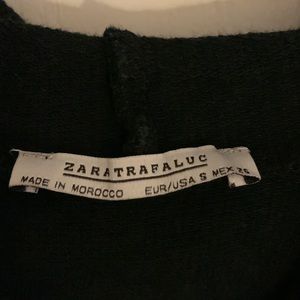 ZARATRAFALUC
MADE IN MOROCCO EUR/USA S MEX 26